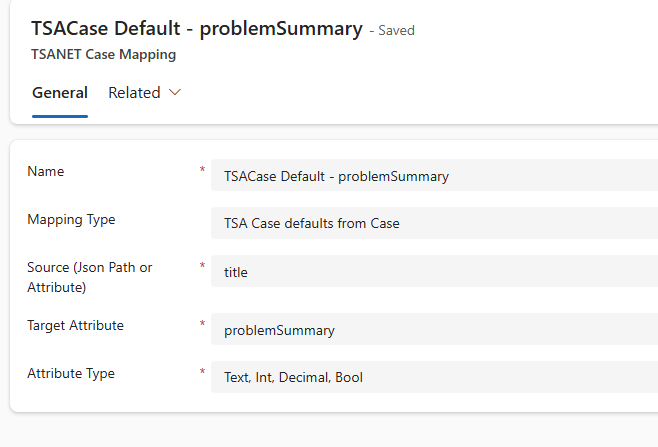 TSACase Default - problemSummary - Saved
TSANET Case Mapping
General Related
Name * TSACase Default - problemSummary
Mapping Type TSA Case defaults from Case
Source (Json Path or * title
Attribute)
Target Attribute * problemSummary
Attribute Type * Text, Int, Decimal, Bool